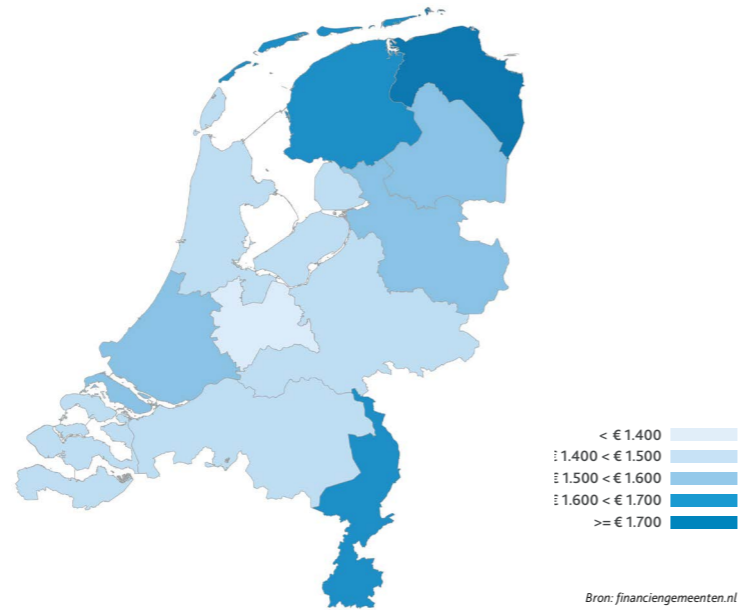 < € 1.400
€ 1.400 < € 1.500
€ 1.500 < € 1.600
€ 1.600 < € 1.700
>= € 1.700
Bron: financiengemeenten.nl